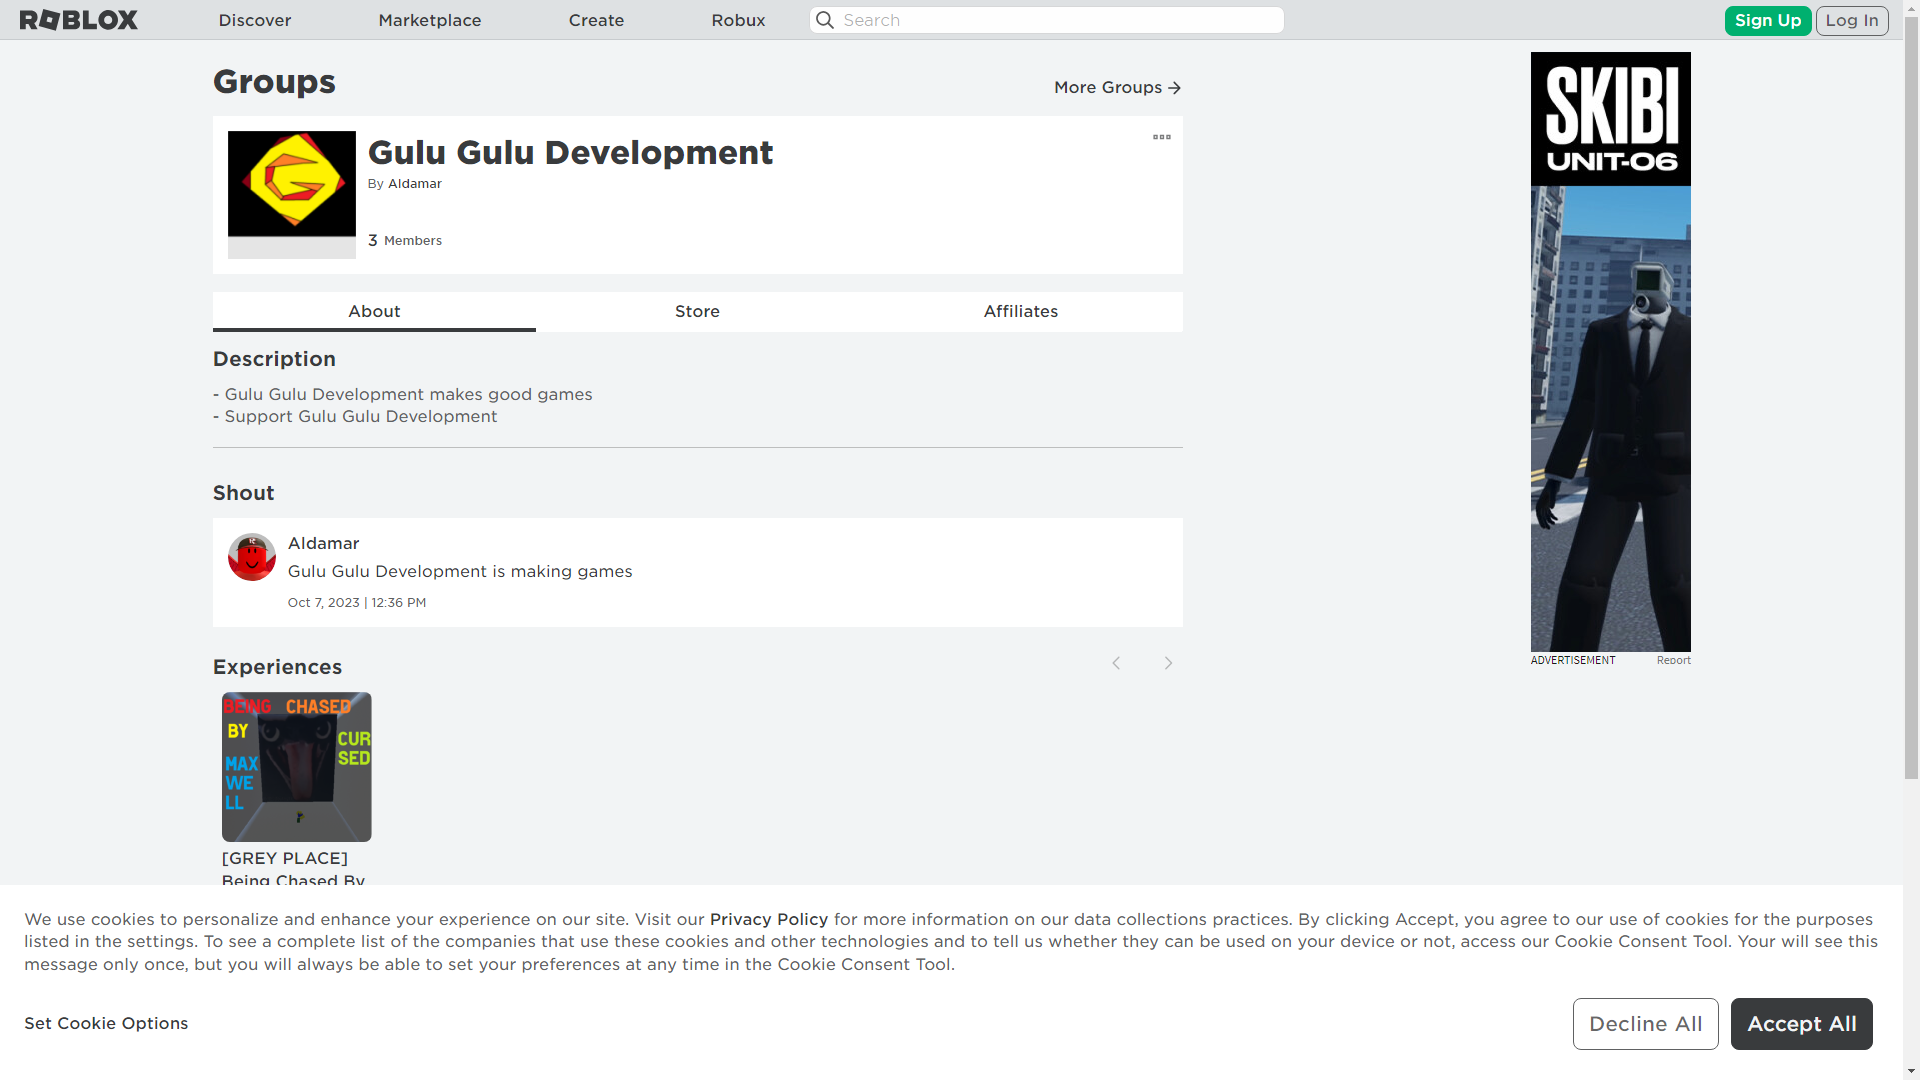 ROBLOX
Discover
Marketplace
Create
Robux
Search
Sign Up
Log In
Groups
More Groups
Gulu Gulu Development
By Aldamar
3 Members
About
Store
Affiliates
Description
- Gulu Gulu Development makes good games
- Support Gulu Gulu Development
Shout
Aldamar
Gulu Gulu Development is making games
Oct 7, 2023 | 12:36 PM
Experiences
BEING CHASED
BY
CUR
SED
MAX
WE
LL
[GREY PLACE]
Being Chased By
SKIBI
UNIT-06
ADVERTISEMENT
Report
We use cookies to personalize and enhance your experience on our site. Visit our Privacy Policy for more information on our data collections practices. By clicking Accept, you agree to our use of cookies for the purposes
listed in the settings. To see a complete list of the companies that use these cookies and other technologies and to tell us whether they can be used on your device or not, access our Cookie Consent Tool. Your will see this
message only once, but you will always be able to set your preferences at any time in the Cookie Consent Tool.
Set Cookie Options
Decline All
Accept All